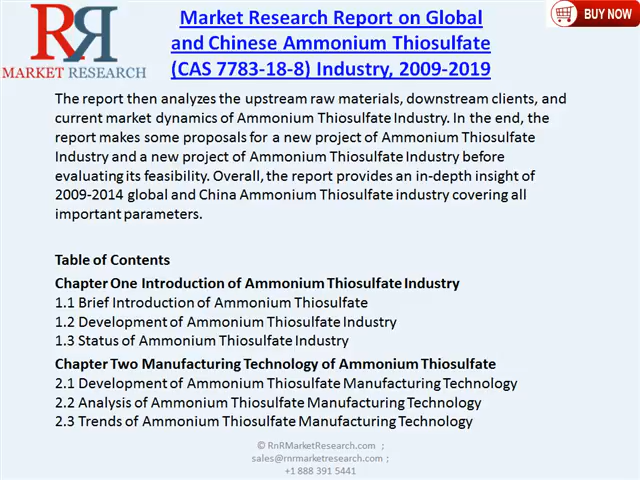 RR
MARKET RESEARCH
Market Research Report on Global
and Chinese Ammonium Thiosulfate
(CAS 7783-18-8) Industry, 2009-2019
BUY NOW
The report then analyzes the upstream raw materials, downstream clients, and
current market dynamics of Ammonium Thiosulfate Industry. In the end, the
report makes some proposals for a new project of Ammonium Thiosulfate
Industry and a new project of Ammonium Thiosulfate Industry before
evaluating its feasibility. Overall, the report provides an in-depth insight of
2009-2014 global and China Ammonium Thiosulfate industry covering all
important parameters.
Table of Contents
Chapter One Introduction of Ammonium Thiosulfate Industry
1.1 Brief Introduction of Ammonium Thiosulfate
1.2 Development of Ammonium Thiosulfate Industry
1.3 Status of Ammonium Thiosulfate Industry
Chapter Two Manufacturing Technology of Ammonium Thiosulfate
2.1 Development of Ammonium Thiosulfate Manufacturing Technology
2.2 Analysis of Ammonium Thiosulfate Manufacturing Technology
2.3 Trends of Ammonium Thiosulfate Manufacturing Technology
© RnRMarketResearch.com ;
sales@rnrmarketresearch.com ;
+1 888 391 5441